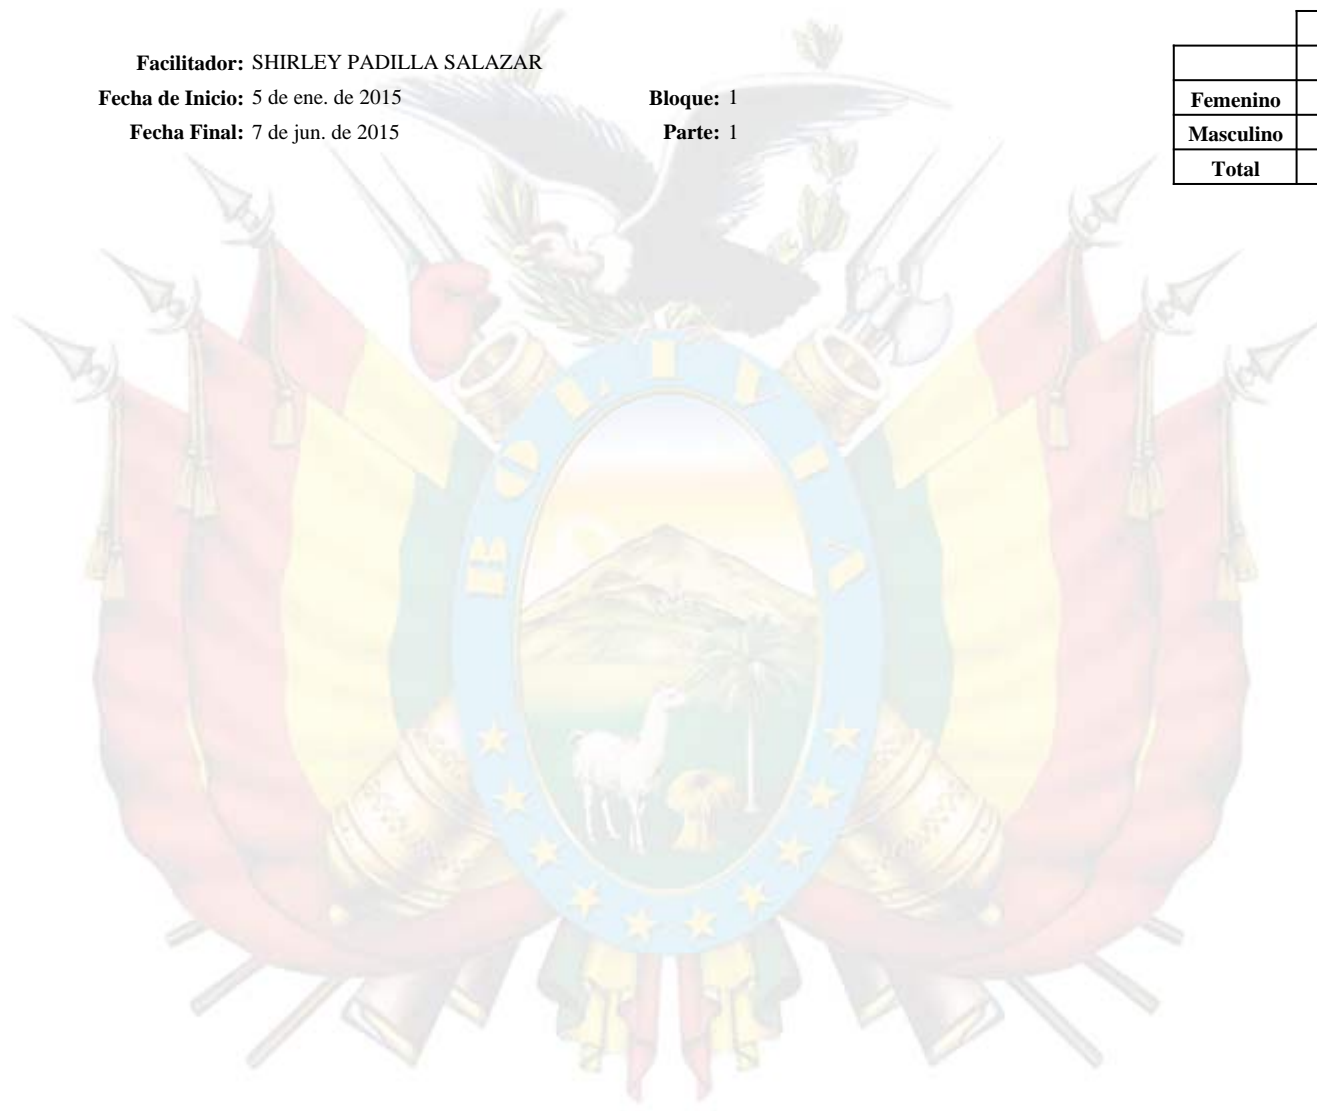 Facilitador: SHIRLEY PADILLA SALAZAR
Fecha de Inicio: 5 de ene. de 2015 Bloque: 1
Fecha Final: 7 de jun. de 2015 Parte: 1
Femenino
Masculino
Total
BOLIVIA